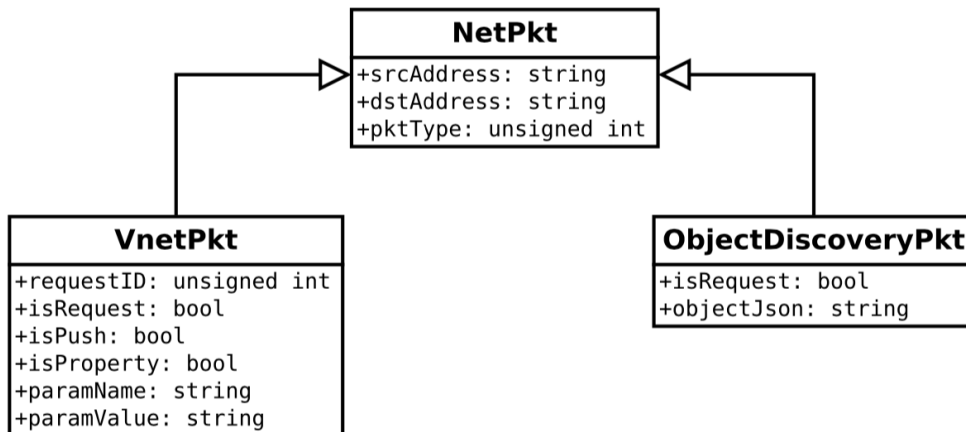 NetPkt
+srcAddress: string
+dstAddress: string
+pktType: unsigned int
VnetPkt
+requestID: unsigned int
+isRequest: bool
+isPush: bool
+isProperty: bool
+paramName: string
+paramValue: string
ObjectDiscoveryPkt
+isRequest: bool
+objectJson: string